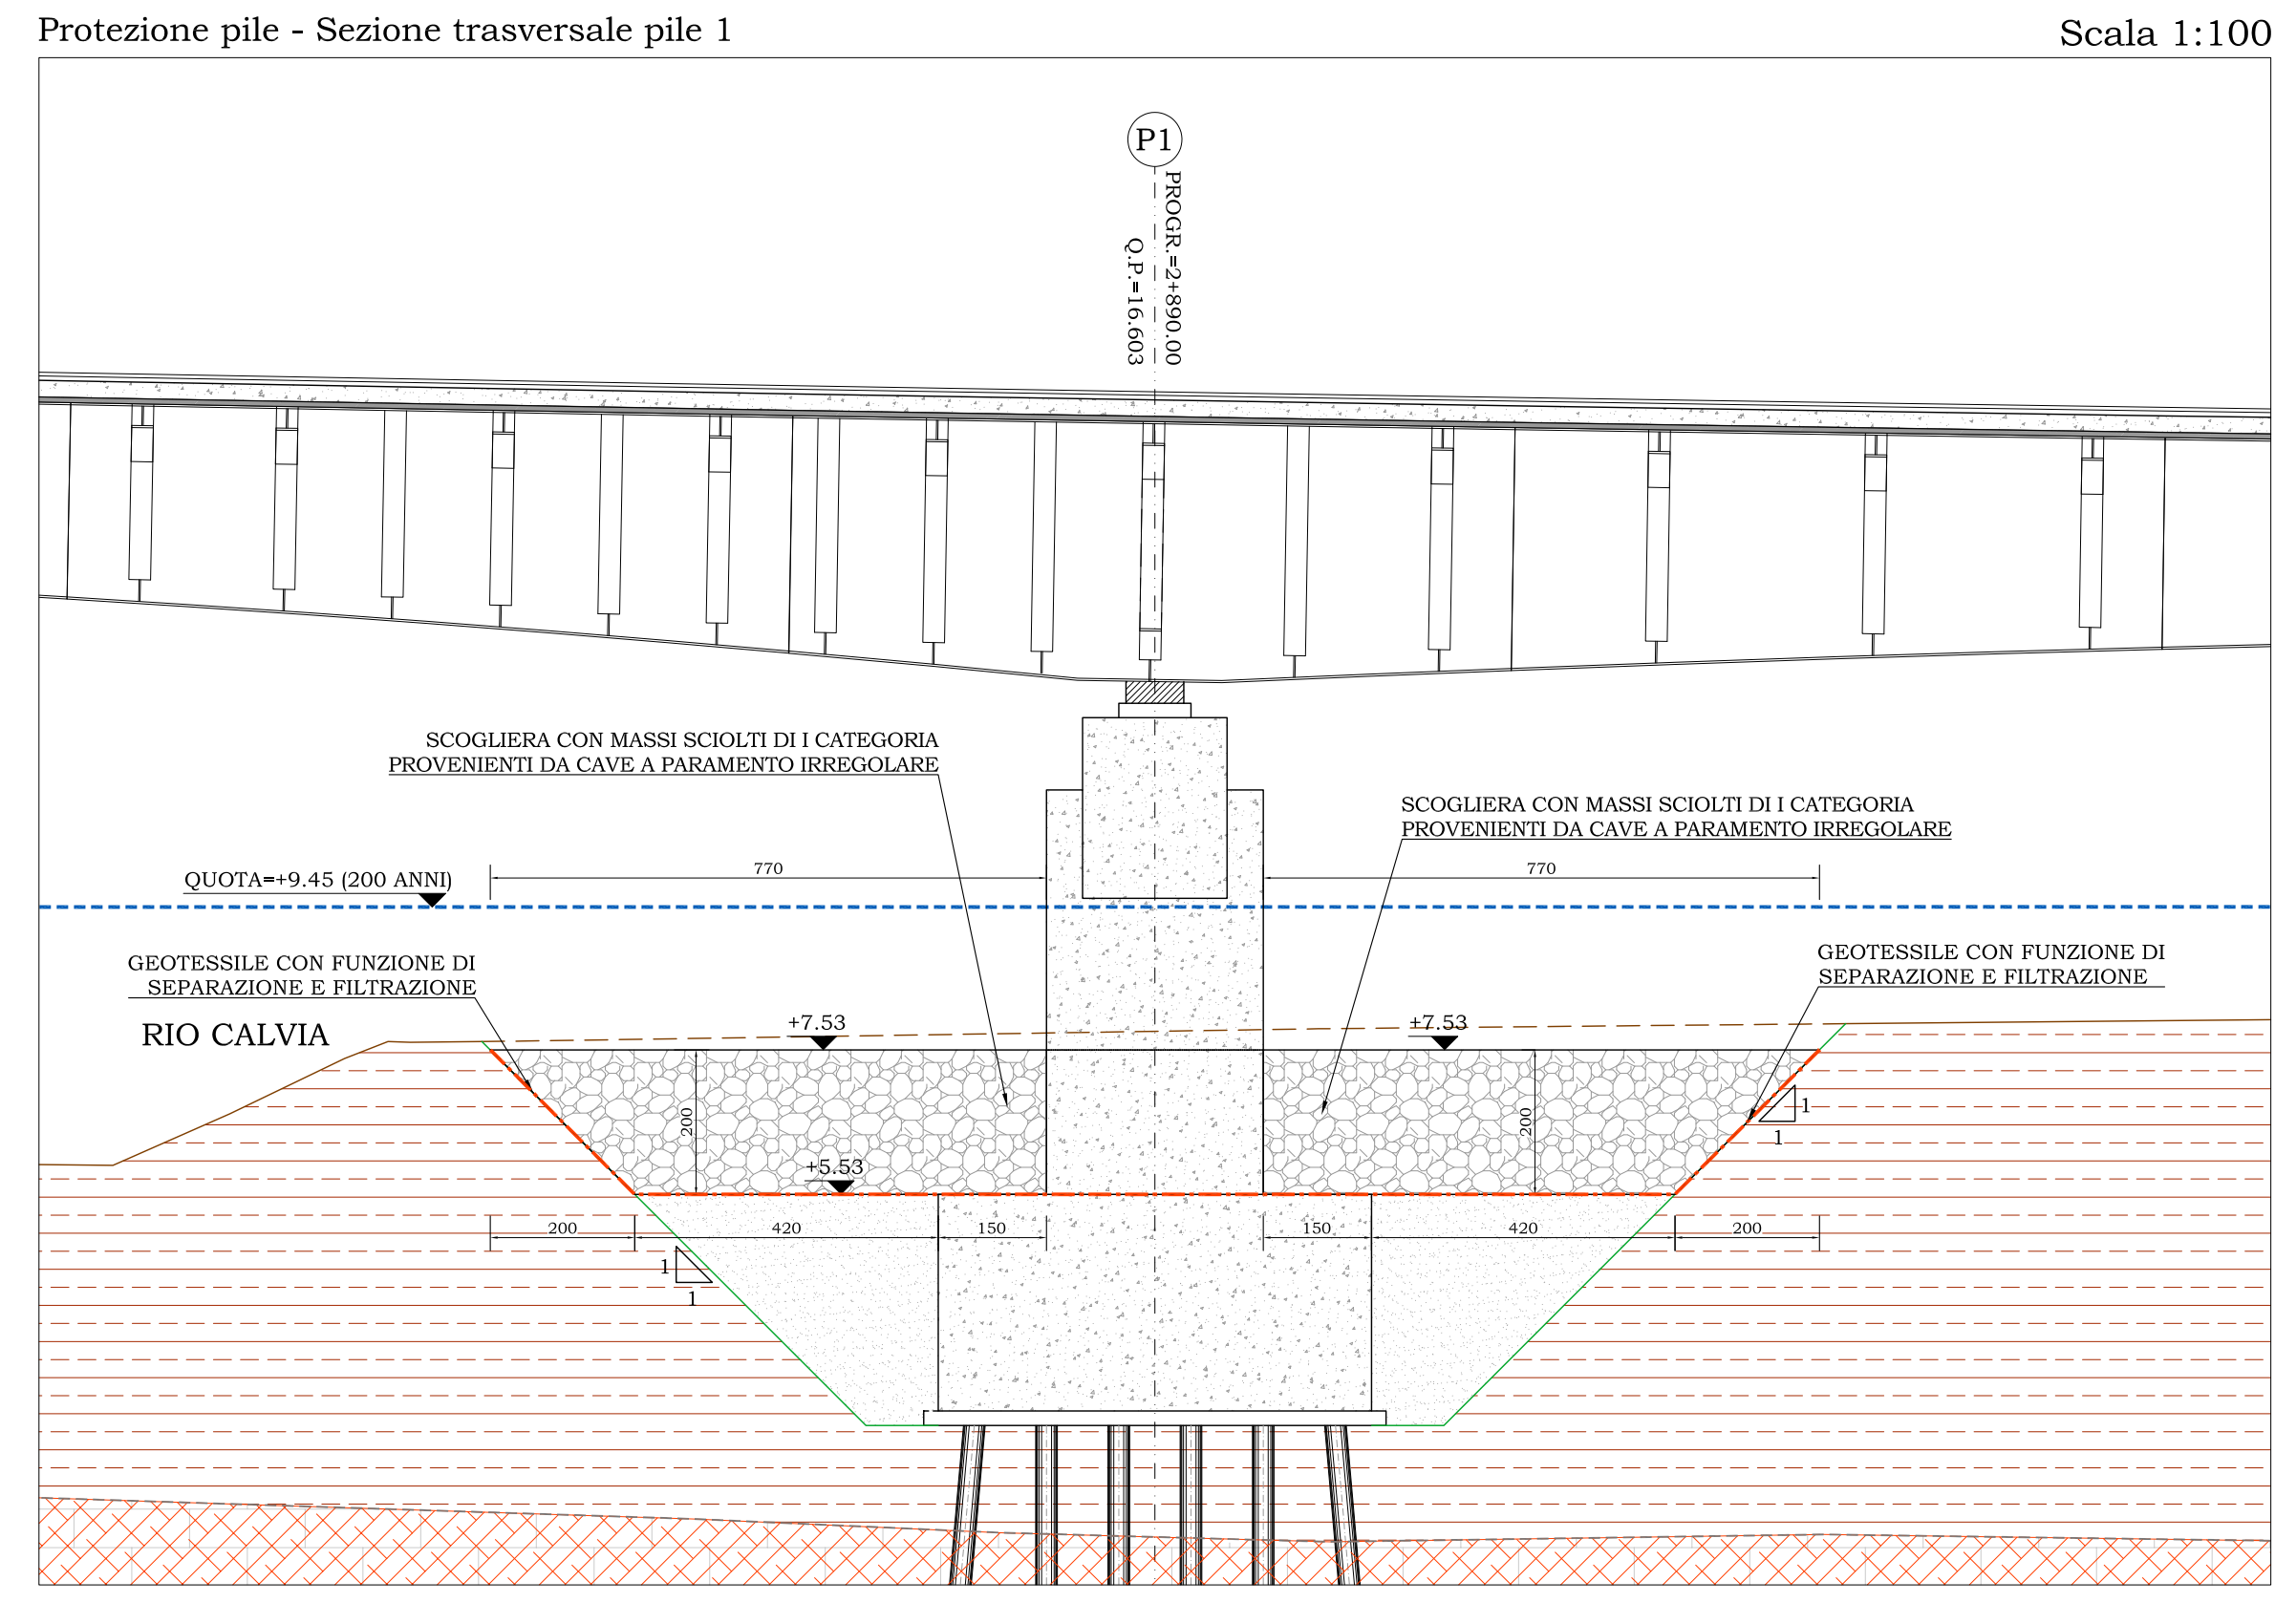 Protezione pile - Sezione trasversale pile 1
Scala 1:100
P1
PROGR.=2+890.00
Q.P.=16.603
SCOGLIERA CON MASSI SCIOLTI DI I CATEGORIA
PROVENIENTI DA CAVE A PARAMENTO IRREGOLARE
SCOGLIERA CON MASSI SCIOLTI DI I CATEGORIA
PROVENIENTI DA CAVE A PARAMENTO IRREGOLARE
770
770
QUOTA=+9.45 (200 ANNI)
GEOTESSILE CON FUNZIONE DI
SEPARAZIONE E FILTRAZIONE
GEOTESSILE CON FUNZIONE DI
SEPARAZIONE E FILTRAZIONE
RIO CALVIA
+7.53
+7.53
200
200
1
1
+5.53
200
420
150
150
420
200
1
1